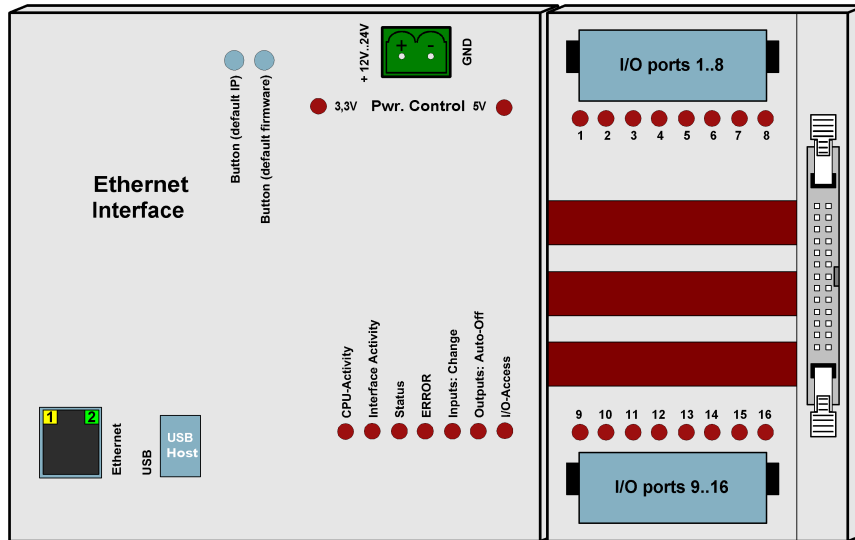 + 12V..24V
+ -
GND
I/O ports 1..8
3,3V Pwr. Control 5V
1 2 3 4 5 6 7 8
Button (default IP)
Button (default firmware)
Ethernet
Interface
CPU-Activity
Interface Activity
Status
ERROR
Inputs: Change
Outputs: Auto-Off
I/O-Access
1 2
Ethernet
USB
USB
Host
9 10 11 12 13 14 15 16
I/O ports 9..16